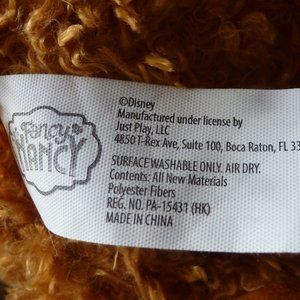 Fancy
NANCY
©Disney
Manufactured under license by
Just Play, LLC
4850 T-Rex Ave, Suite 100, Boca Raton, FL 33
SURFACE WASHABLE ONLY. AIR DRY.
Contents: All New Materials
Polyester Fibers
REG. NO. PA-15431 (HK)
MADE IN CHINA